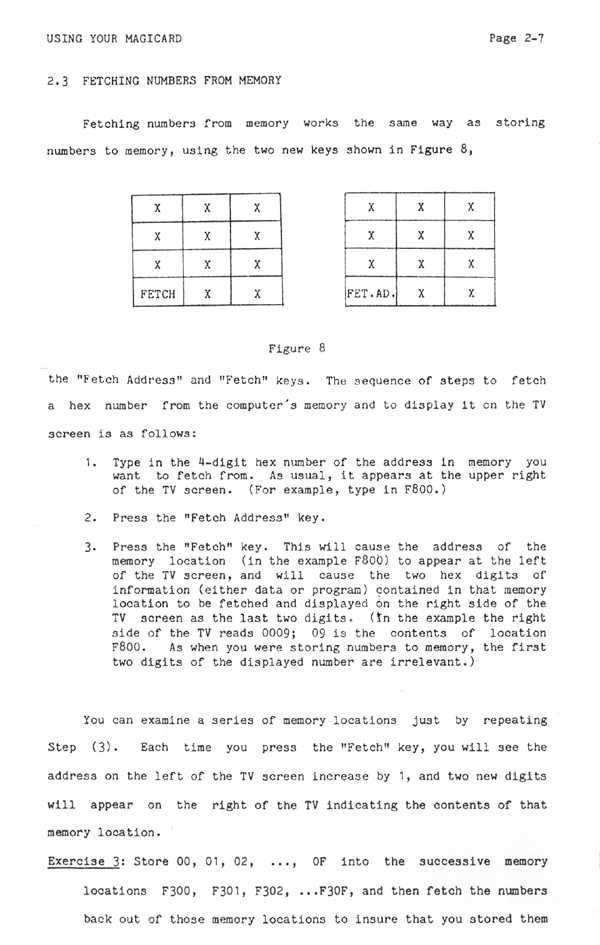 USING YOUR MAGICARD Page 2-7
2.3 FETCHING NUMBERS FROM MEMORY
Fetching numbers from memory works the same way as storing
numbers to memory, using the two new keys shown in Figure 8,
X X X X X X
X X X X X X
X X X X X X
FETCH X X FET.AD. X X
Figure 8
the "Fetch Address" and "Fetch" keys. The sequence of steps to fetch
a hex number from the computer's memory and to display it on the TV
screen is as follows:
1. Type in the 4-digit hex number of the address in memory you
want to fetch from. As usual, it appears at the upper right
of the TV screen. (For example, type in F800.)
2. Press the "Fetch Address" key.
3. Press the "Fetch" key. This will cause the address of the
memory location (in the example F800) to appear at the left
of the TV screen, and will cause the two hex digits of
information (either data or program) contained in that memory
location to be fetched and displayed on the right side of the
TV screen as the last two digits. (In the example the right
side of the TV reads 0009; 09 is the contents of location
F800. As when you were storing numbers to memory, the first
two digits of the displayed number are irrelevant.)
You can examine a series of memory locations just by repeating
Step (3). Each time you press the "Fetch" key, you will see the
address on the left of the TV screen increase by 1, and two new digits
will appear on the right of the TV indicating the contents of that
memory location.
Exercise 3: Store 00, 01, 02, ..., 0F into the successive memory
locations F300, F301, F302, ...F30F, and then fetch the numbers
back out of those memory locations to insure that you stored them